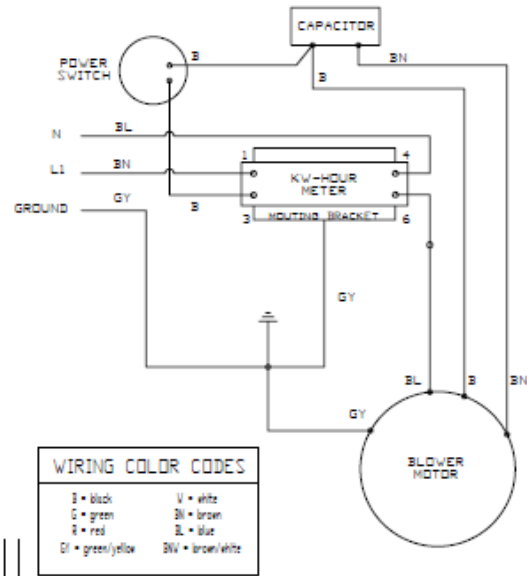 CAPACITOR
POWER
SWITCH
B
BN
B
N
BL
L1
BN
1
4
KW-HOUR
METER
GROUND
GY
B
3
MOUTING BRACKET
6
GY
BL
B
BN
GY
BLOWER
MOTOR
WIRING COLOR CODES
B = black
W = white
G = green
BN = brown
R = red
BL = blue
GY = green/yellow
BNW = brown/white